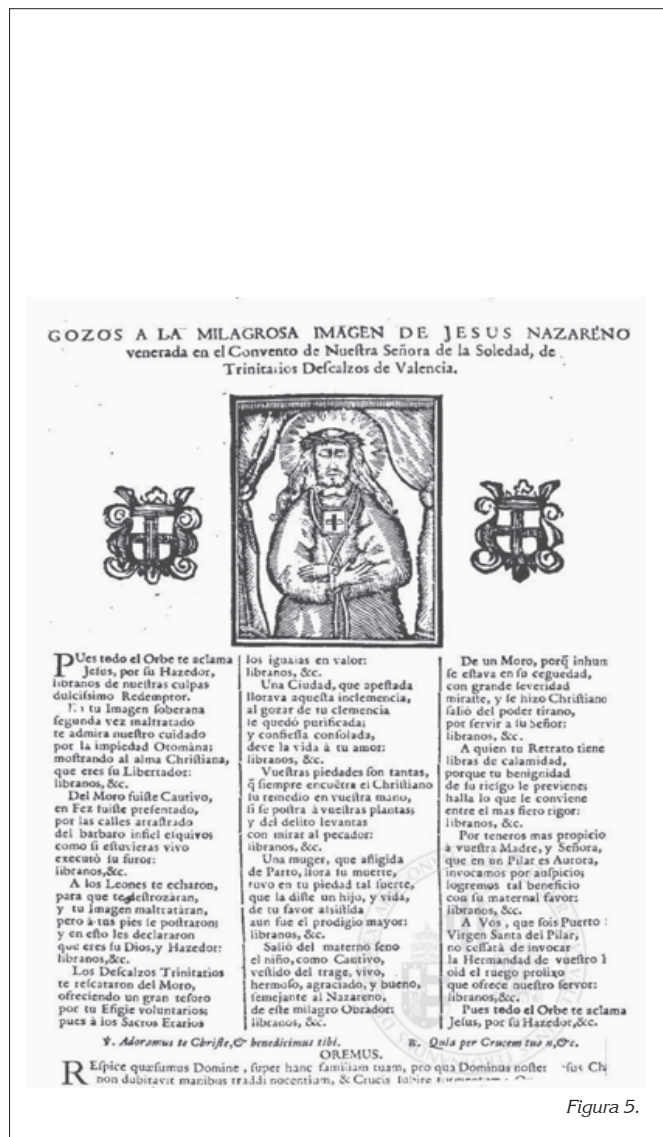 GOZOS A LA MILAGROSA IMAGEN DE JESUS NAZARENO
venerada en el Convento de Nueſtra Señora de la Soledad, de
Trinitarios Deſcalzos de Valencia.
PUes todo el Orbe te aclama
Jeſus, por ſu Hazedor,
libranos de nueſtras culpas
dulciſsimo Redemptor.
En tu Imagen ſoberana
ſegunda vez maltratado
te admira nueſtro cuidado
por la impiedad Otomana;
moſtrando al alma Chriſtiana,
que eres ſu Libertador:
libranos, &c.
Del Moro fuiſte Cautivo,
en Fez fuiſte preſentado,
por las calles arraſtrado
del barbaro infiel eſquivo;
como ſi eſtuvieras vivo
executò ſu furor:
libranos,&c.
A los Leones te echaron,
para que te deſtrozàran,
y tu Imagen maltratàran,
pero à tus pies ſe poſtraron;
y en eſto les declararon
que eres ſu Dios,y Hazedor:
libranos,&c.
Los Deſcalzos Trinitarios
te reſcataron del Moro,
ofreciendo un gran teſoro
por tu Efigie voluntarios;
pues à los Sacros Erarios
los igualas en valor:
libranos, &c.
Una Ciudad, que apeſtada
llorava aqueſta inclemencia,
al gozar de tu clemencia
ſe quedò purificada;
y confieſſa conſolada,
deve la vida à tu amor:
libranos, &c.
Vueſtras piedades ſon tantas,
q̃ ſiempre encuẽtra el Chriſtiano
ſu remedio en vueſtra mano,
ſi ſe poſtra à vueſtras plantas;
y del delito levantas
con mirar al pecador:
libranos, &c.
Una muger, que afligida
de Parto, llora ſu muerte,
tuvo en tu piedad tal ſuerte,
que la diſte un hijo, y vida,
de tu favor aſsiſtida
aun fue el prodigio mayor:
libranos, &c.
Saliò del materno ſeno
el niño, como Cautivo,
veſtido del trage, vivo,
hermoſo, agraciado, y bueno,
ſemejante al Nazareno,
de eſte milagro Obrador:
libranos, &c.
De un Moro, porq̃ inhum
ſe eſtava en ſu ceguedad,
con grande ſeveridad
miraſte, y ſe hizo Chriſtiano
ſaliò del poder tirano,
por ſervir a ſu Señor:
libranos, &c.
A quien tu Retrato tiene
libras de calamidad,
porque tu benignidad
de ſu rieſgo le previene;
halla lo que le conviene
entre el mas fiero rigor:
libranos, &c.
Por teneros mas propicio
à vueſtra Madre, y Señora,
que en un Pilar es Aurora,
invocamos por auſpicio;
logremos tal beneficio
con ſu maternal favor:
libranos, &c.
A Vos, que ſois Puerto
Virgen Santa del Pilar,
no ceſſarà de invocar
la Hermandad de vueſtro
oid el ruego prolixo
que ofrece nueſtro fervor:
libranos,&c.
Pues todo el Orbe te aclama
Jeſus, por ſu Hazedor,&c.
℣. Adoramus te Chriſte,& benedicimus tibi. ℟. Quia per Crucem tuā n,&c.
OREMUS.
REſpice quæſumus Domine, ſuper hanc familiam tuam, pro qua Dominus noſter
non dubitavit manibus traddi nocentium, & Crucis ſubire
Figura 5.